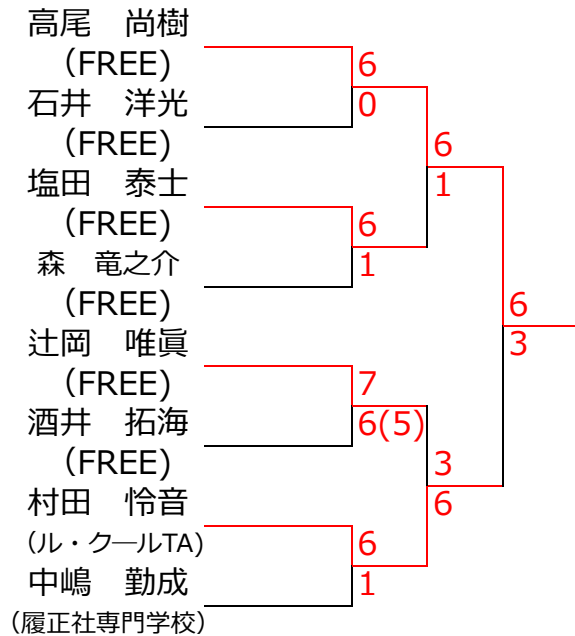 高尾　尚樹
（FREE）
6
石井　洋光
0
（FREE）
6
塩田　泰士
1
（FREE）
6
森　竜之介
1
（FREE）
6
辻岡　唯眞
3
（FREE）
7
酒井　拓海
6(5)
（FREE）
3
村田　怜音
6
（ル・クールTA）
6
中嶋　勤成
1
（履正社専門学校）